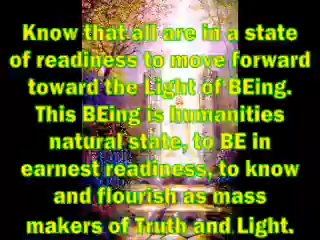 Know that all are in a state
of readiness to move forward
toward the Light of BEing.
This BEing is humanities
natural state, to BE in
earnest readiness, to know
and flourish as mass
makers of Truth and Light.